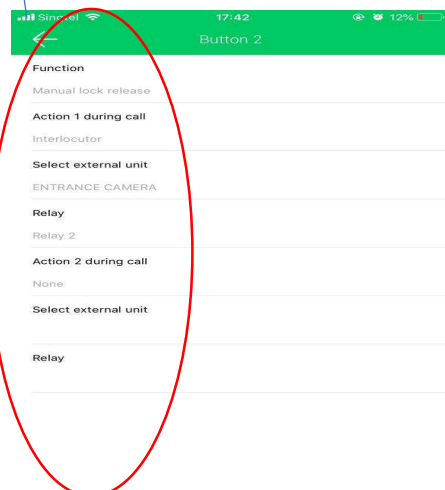 Singtel 17:42 12%
Button 2
Function
Manual lock release
Action 1 during call
Interlocutor
Select external unit
ENTRANCE CAMERA
Relay
Relay 2
Action 2 during call
None
Select external unit
Relay